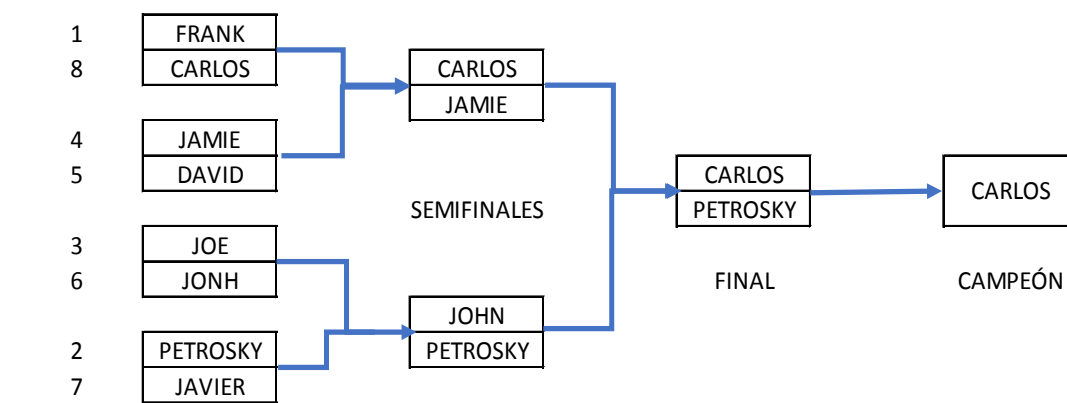 1 FRANK
8 CARLOS
4 JAMIE
5 DAVID
3 JOE
6 JONH
2 PETROSKY
7 JAVIER
CARLOS
JAMIE
SEMIFINALES
JOHN
PETROSKY
CARLOS
PETROSKY
FINAL
CARLOS
CAMPEÓN